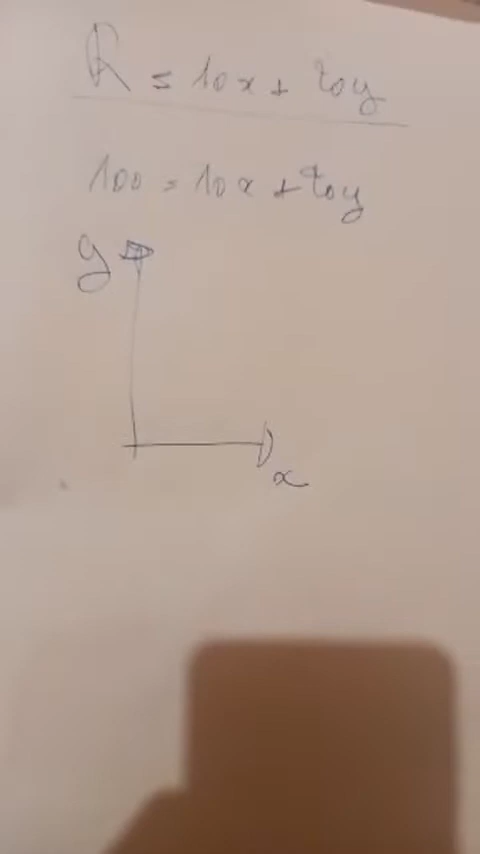 R = 10x + 20y
100 = 10x + 20y
y
x